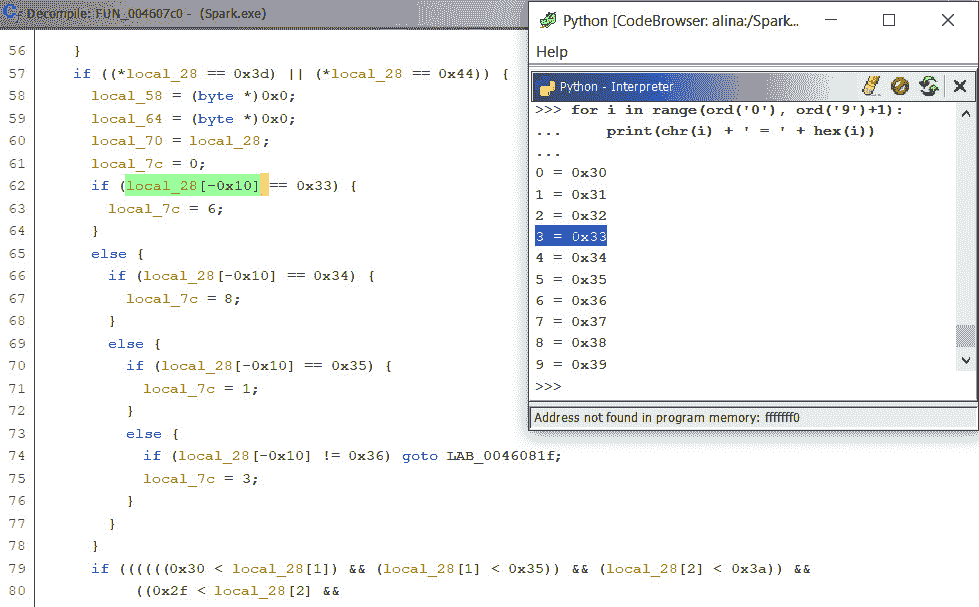 Decompile: FUN_004607c0 - (Spark.exe)
56 }
57 if ((*local_28 == 0x3d) || (*local_28 == 0x44)) {
58 local_58 = (byte *)0x0;
59 local_64 = (byte *)0x0;
60 local_70 = local_28;
61 local_7c = 0;
62 if (local_28[-0x10] == 0x33) {
63 local_7c = 6;
64 }
65 else {
66 if (local_28[-0x10] == 0x34) {
67 local_7c = 8;
68 }
69 else {
70 if (local_28[-0x10] == 0x35) {
71 local_7c = 1;
72 }
73 else {
74 if (local_28[-0x10] != 0x36) goto LAB_0046081f;
75 local_7c = 3;
76 }
77 }
78 }
79 if ((((((0x30 < local_28[1]) && (local_28[1] < 0x35)) && (local_28[2] < 0x3a)) &&
80 ((0x2f < local_28[2] &&
Python [CodeBrowser: alina:/Spark...
Help
Python - Interpreter
>>> for i in range(ord('0'), ord('9')+1):
... print(chr(i) + ' = ' + hex(i))
...
0 = 0x30
1 = 0x31
2 = 0x32
3 = 0x33
4 = 0x34
5 = 0x35
6 = 0x36
7 = 0x37
8 = 0x38
9 = 0x39
>>>
Address not found in program memory: fffffff0